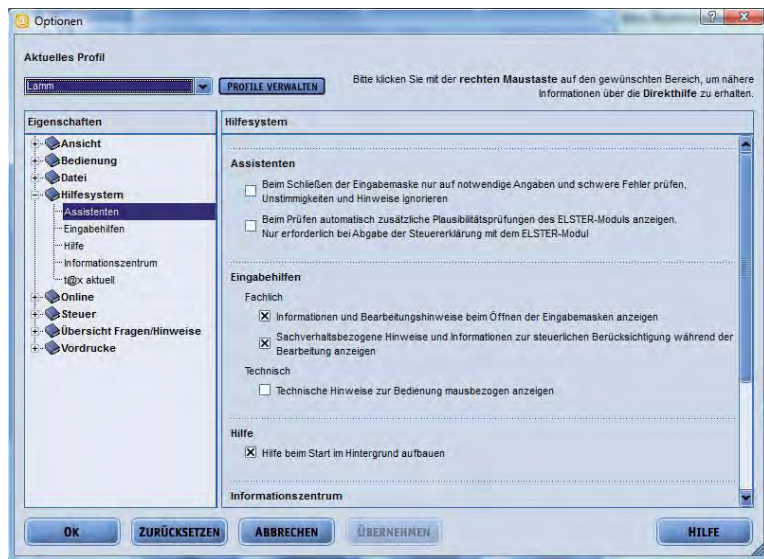 Optionen
Aktuelles Profil
Lamm
PROFILE VERWALTEN
Bitte klicken Sie mit der rechten Maustaste auf den gewünschten Bereich, um nähere
Informationen über die Direkthilfe zu erhalten.
Eigenschaften
Ansicht
Bedienung
Datei
Hilfesystem
Assistenten
Eingabehilfen
Hilfe
Informationszentrum
t@x aktuell
Online
Steuer
Übersicht Fragen/Hinweise
Vordrucke
Hilfesystem
Assistenten
Beim Schließen der Eingabemaske nur auf notwendige Angaben und schwere Fehler prüfen,
Unstimmigkeiten und Hinweise ignorieren
Beim Prüfen automatisch zusätzliche Plausibilitätsprüfungen des ELSTER-Moduls anzeigen.
Nur erforderlich bei Abgabe der Steuererklärung mit dem ELSTER-Modul
Eingabehilfen
Fachlich
Informationen und Bearbeitungshinweise beim Öffnen der Eingabemasken anzeigen
Sachverhaltsbezogene Hinweise und Informationen zur steuerlichen Berücksichtigung während der
Bearbeitung anzeigen
Technisch
Technische Hinweise zur Bedienung mausbezogen anzeigen
Hilfe
Hilfe beim Start im Hintergrund aufbauen
Informationszentrum
OK
ZURÜCKSETZEN
ABBRECHEN
ÜBERNEHMEN
HILFE